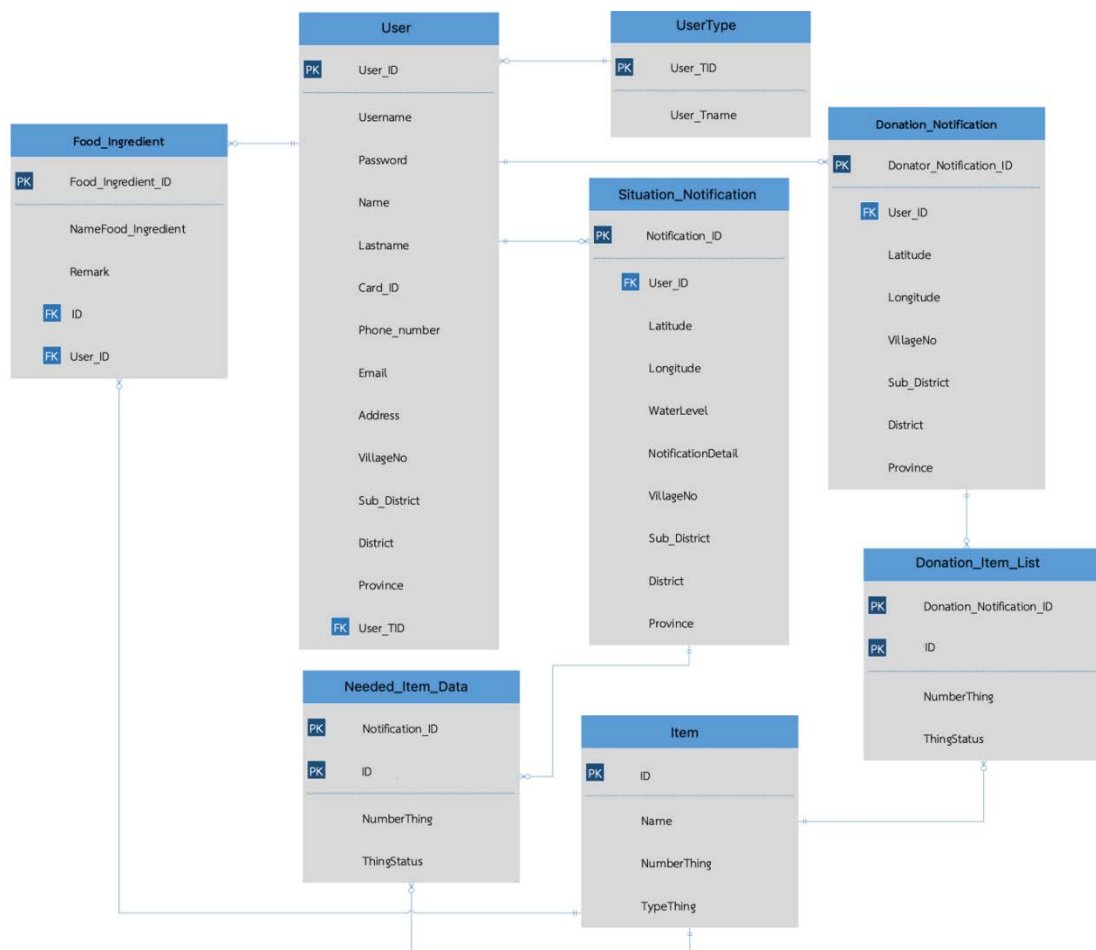 User
PK User_ID
Username
Password
Name
Lastname
Card_ID
Phone_number
Email
Address
VillageNo
Sub_District
District
Province
FK User_TID
UserType
PK User_TID
User_Tname
Food_Ingredient
PK Food_Ingredient_ID
NameFood_Ingredient
Remark
FK ID
FK User_ID
Situation_Notification
PK Notification_ID
FK User_ID
Latitude
Longitude
WaterLevel
NotificationDetail
VillageNo
Sub_District
District
Province
Donation_Notification
PK Donator_Notification_ID
FK User_ID
Latitude
Longitude
VillageNo
Sub_District
District
Province
Donation_Item_List
PK Donation_Notification_ID
PK ID
NumberThing
ThingStatus
Needed_Item_Data
PK Notification_ID
PK ID
NumberThing
ThingStatus
Item
PK ID
Name
NumberThing
TypeThing